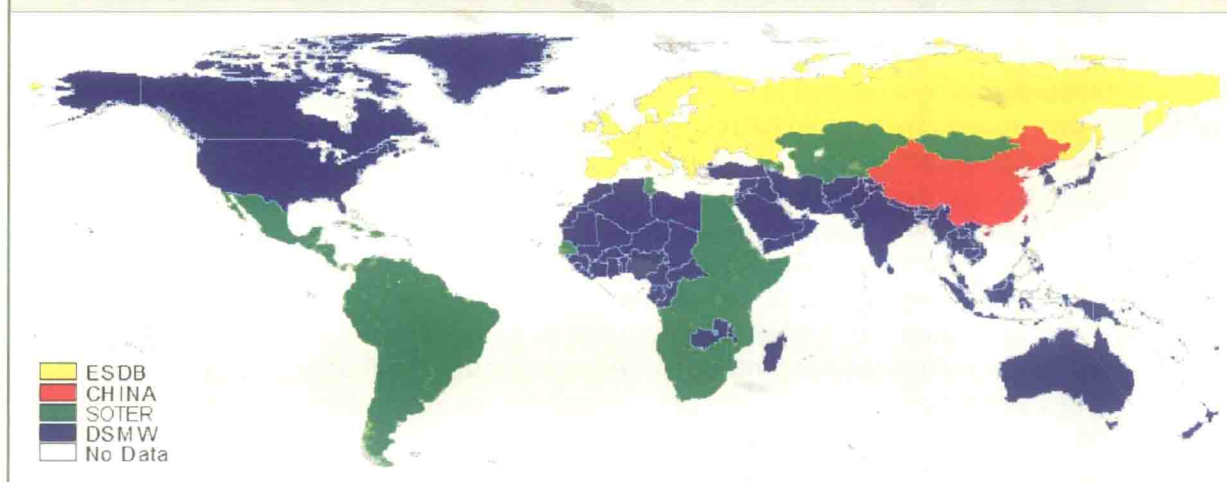 ESDB
CHINA
SOTER
DSMW
No Data